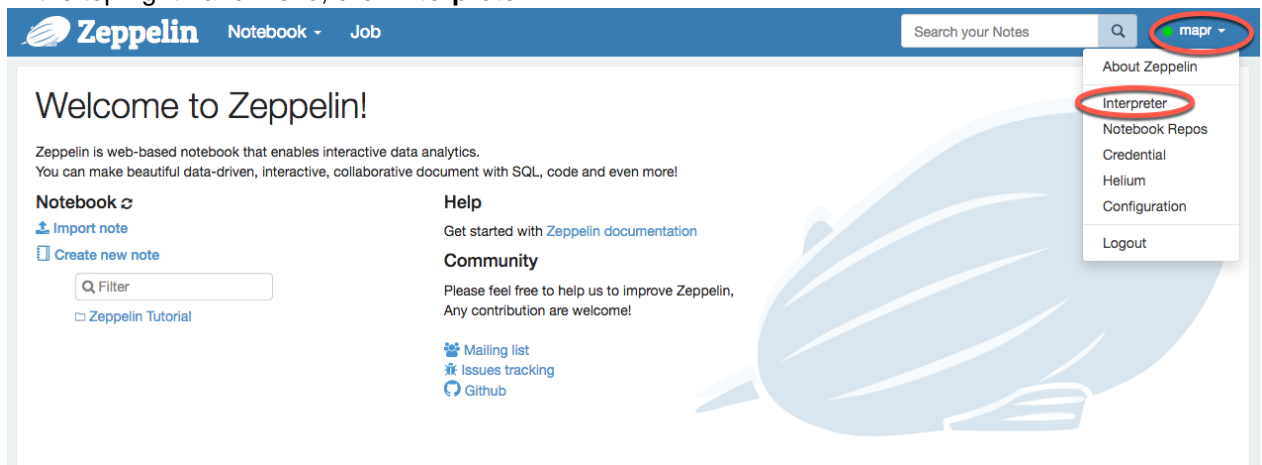 Zeppelin Notebook Job Search your Notes mapr
About Zeppelin
Interpreter
Notebook Repos
Credential
Helium
Configuration
Logout
Welcome to Zeppelin!
Zeppelin is web-based notebook that enables interactive data analytics.
You can make beautiful data-driven, interactive, collaborative document with SQL, code and even more!
Notebook
Import note
Create new note
Filter
Zeppelin Tutorial
Help
Get started with Zeppelin documentation
Community
Please feel free to help us to improve Zeppelin,
Any contribution are welcome!
Mailing list
Issues tracking
Github